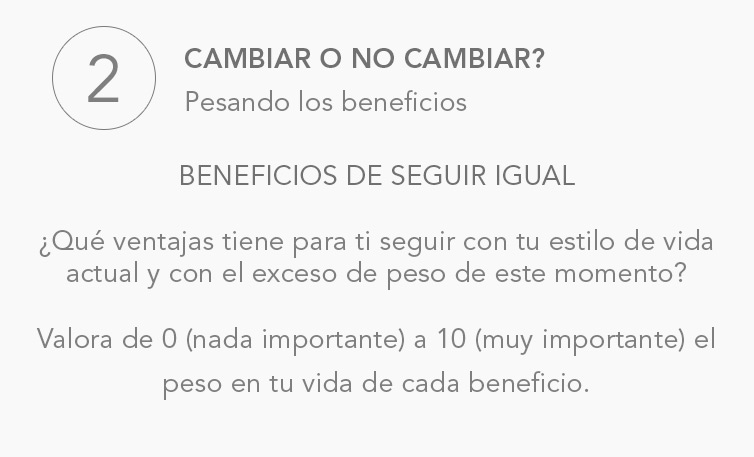 2
CAMBIAR O NO CAMBIAR?
Pesando los beneficios
BENEFICIOS DE SEGUIR IGUAL
¿Qué ventajas tiene para ti seguir con tu estilo de vida
actual y con el exceso de peso de este momento?
Valora de 0 (nada importante) a 10 (muy importante) el
peso en tu vida de cada beneficio.